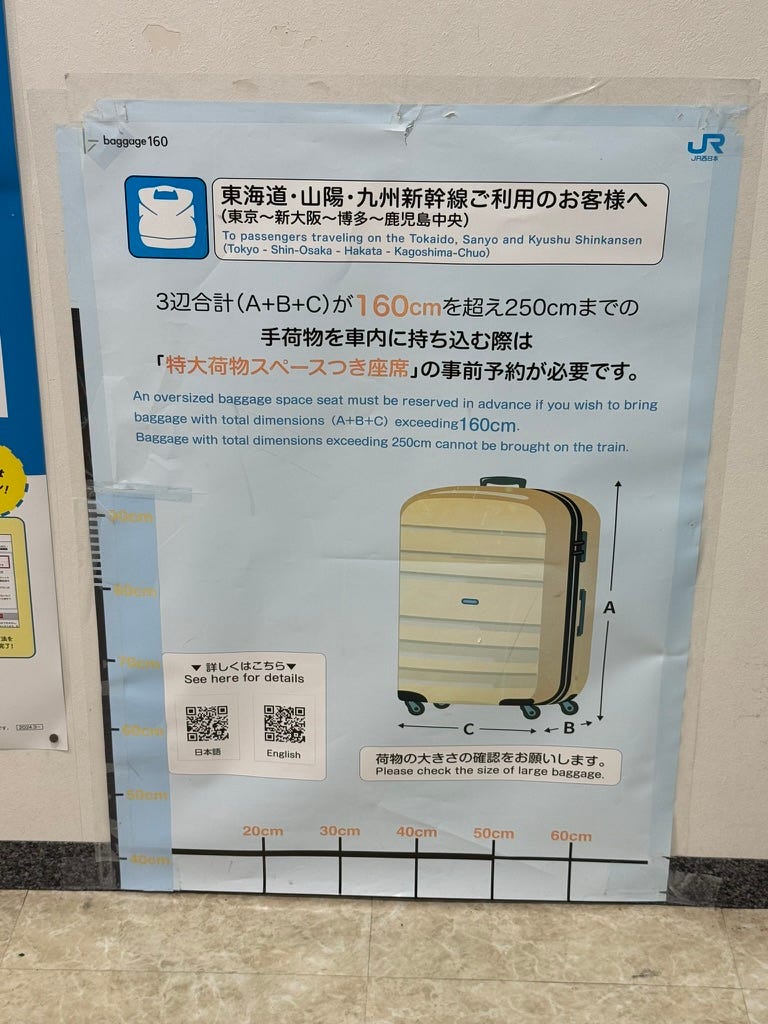 baggage160
JR
JR西日本
東海道・山陽・九州新幹線ご利用のお客様へ
(東京～新大阪～博多～鹿児島中央)
To passengers traveling on the Tokaido, Sanyo and Kyushu Shinkansen
(Tokyo - Shin-Osaka - Hakata - Kagoshima-Chuo)
3辺合計(A+B+C)が160cmを超え250cmまでの
手荷物を車内に持ち込む際は
「特大荷物スペースつき座席」の事前予約が必要です。
An oversized baggage space seat must be reserved in advance if you wish to bring
baggage with total dimensions (A+B+C) exceeding160cm.
Baggage with total dimensions exceeding 250cm cannot be brought on the train.
A
B
C
▼ 詳しくはこちら▼
See here for details
日本語
English
荷物の大きさの確認をお願いします。
Please check the size of large baggage.
80cm
70cm
60cm
50cm
40cm
20cm
30cm
40cm
50cm
60cm